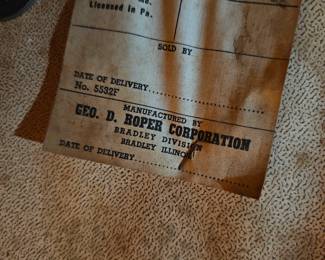 Licensed in Pa.
SOLD BY
DATE OF DELIVERY
No. 5532F
MANUFACTURED BY
GEO. D. ROPER CORPORATION
BRADLEY DIVISION
BRADLEY ILLINOIS
DATE OF DELIVERY